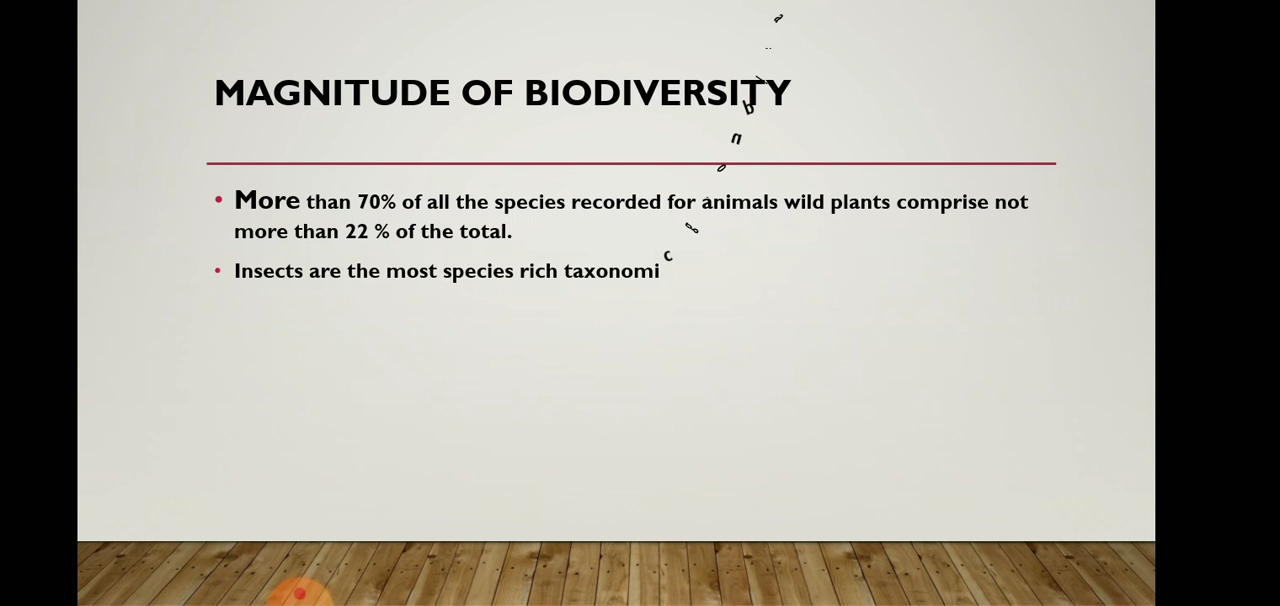 MAGNITUDE OF BIODIVERSITY
• More than 70% of all the species recorded for animals wild plants comprise not
more than 22 % of the total.
• Insects are the most species rich taxonomi